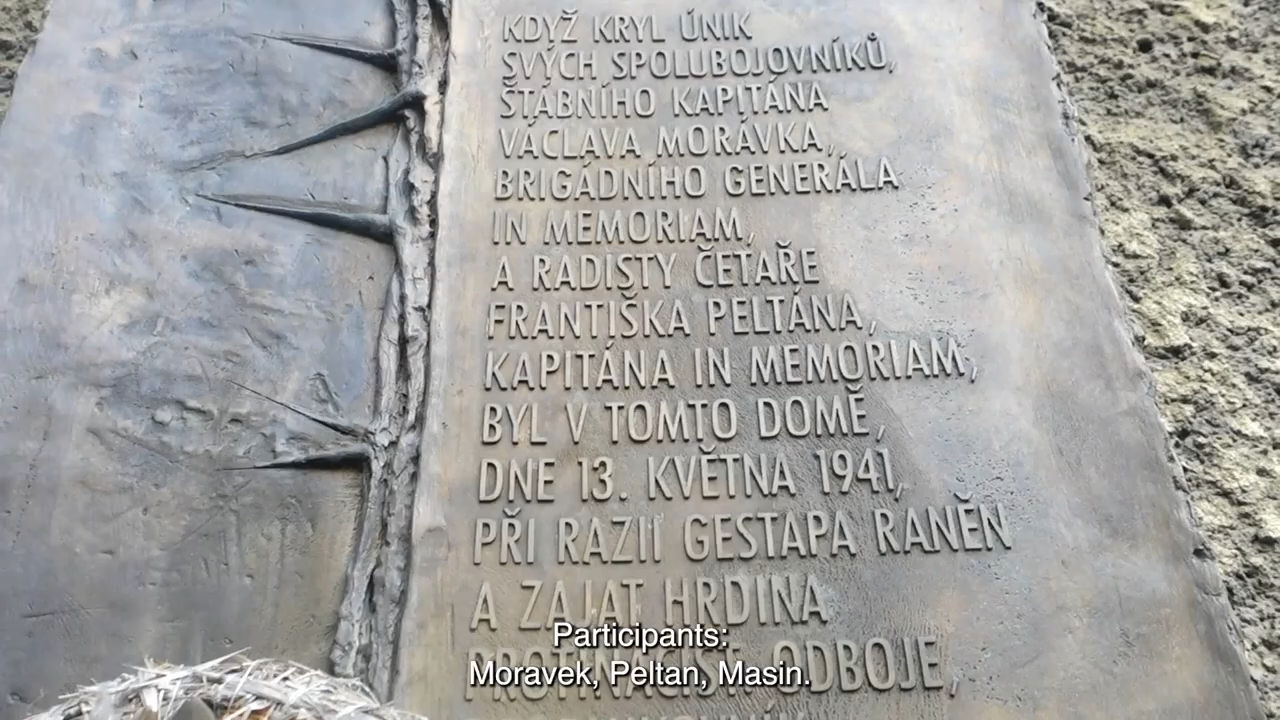 KDYŽ KRYL ÚNIK
SVÝCH SPOLUBOJOVNÍKŮ,
ŠTÁBNÍHO KAPITÁNA
VÁCLAVA MORÁVKA,
BRIGÁDNÍHO GENERÁLA
IN MEMORIAM,
A RADISTY ČETAŘE
FRANTIŠKA PELTÁNA,
KAPITÁNA IN MEMORIAM,
BYL V TOMTO DOMĚ,
DNE 13. KVĚTNA 1941,
PŘI RAZII GESTAPA RANĚN
A ZAJAT HRDINA
Participants:
ODBOJE,
Moravek, Peltan, Masin.